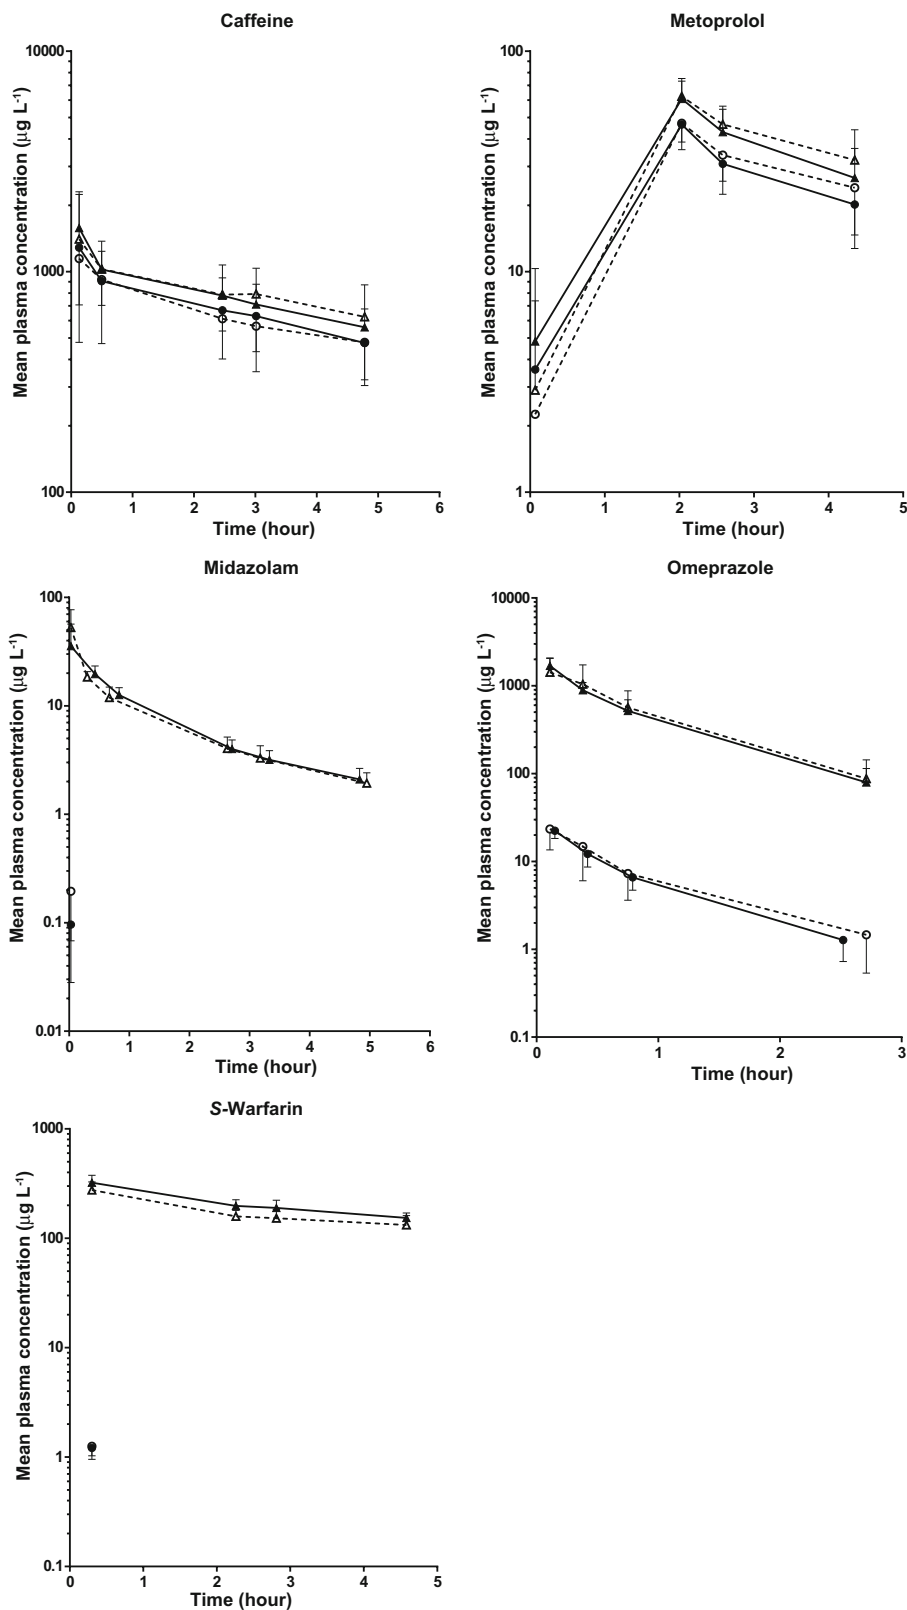 Caffeine
Mean plasma concentration (µg L-1)
10000
1000
100
0 1 2 3 4 5 6
Time (hour)
Metoprolol
Mean plasma concentration (µg L-1)
100
10
1
0 1 2 3 4 5
Time (hour)
Midazolam
Mean plasma concentration (µg L-1)
100
10
1
0.1
0.01
0 1 2 3 4 5 6
Time (hour)
Omeprazole
Mean plasma concentration (µg L-1)
10000
1000
100
10
1
0.1
0 1 2 3
Time (hour)
S-Warfarin
Mean plasma concentration (µg L-1)
1000
100
10
1
0.1
0 1 2 3 4 5
Time (hour)